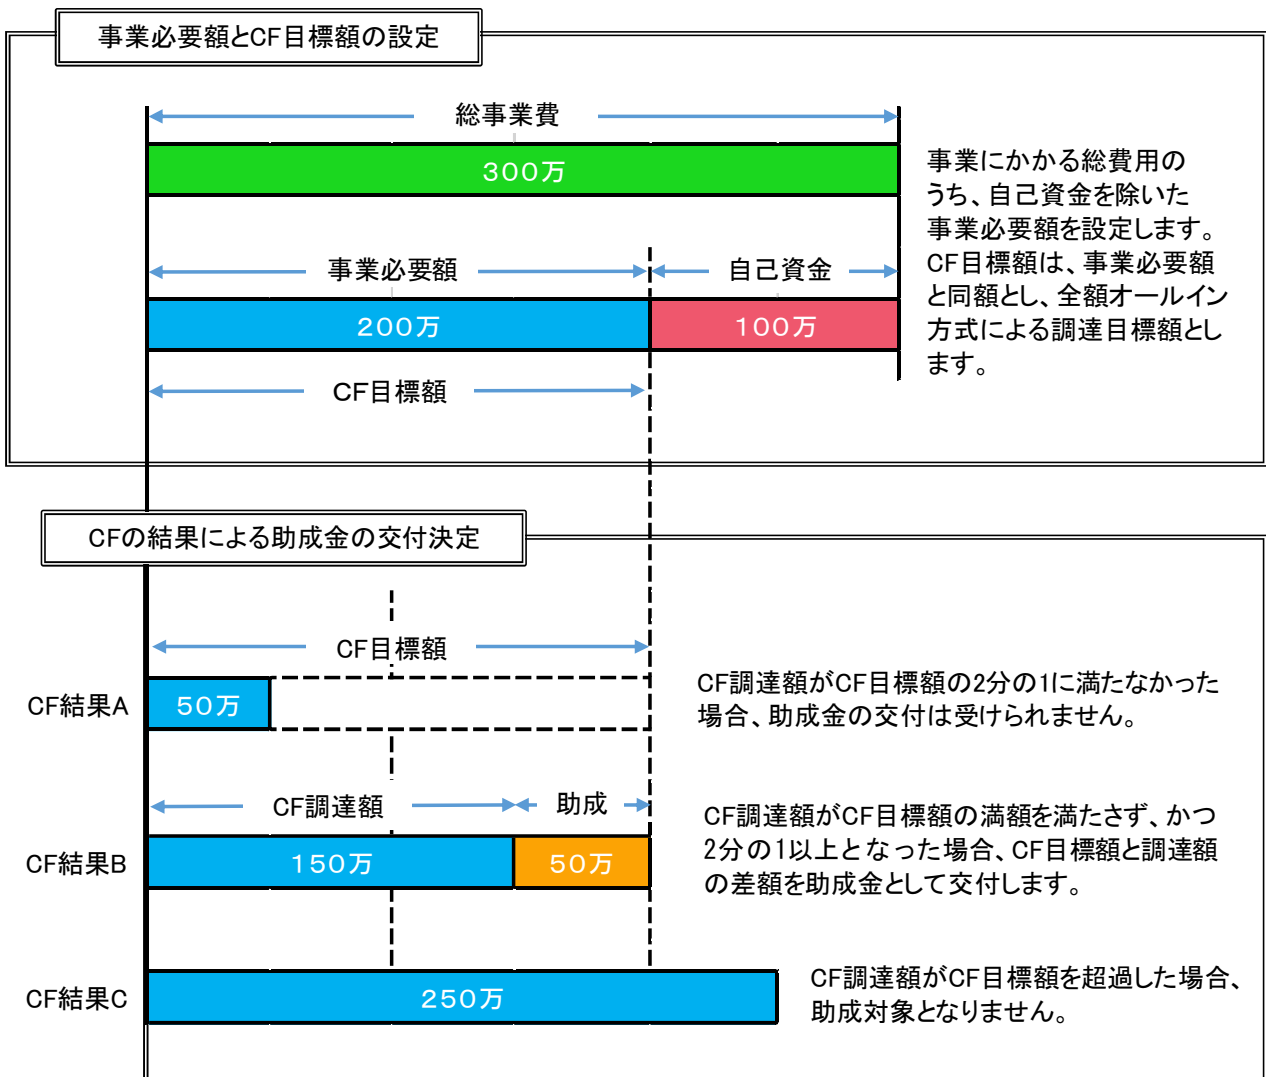 事業必要額とCF目標額の設定
総事業費
300万
事業必要額
自己資金
200万
100万
CF目標額
事業にかかる総費用の
うち、自己資金を除いた
事業必要額を設定します。
CF目標額は、事業必要額
と同額とし、全額オールイン
方式による調達目標額とし
ます。
CFの結果による助成金の交付決定
CF目標額
CF結果A
50万
CF調達額がCF目標額の2分の1に満たなかった
場合、助成金の交付は受けられません。
CF調達額
助成
CF結果B
150万
50万
CF調達額がCF目標額の満額を満たさず、かつ
2分の1以上となった場合、CF目標額と調達額
の差額を助成金として交付します。
CF結果C
250万
CF調達額がCF目標額を超過した場合、
助成対象となりません。